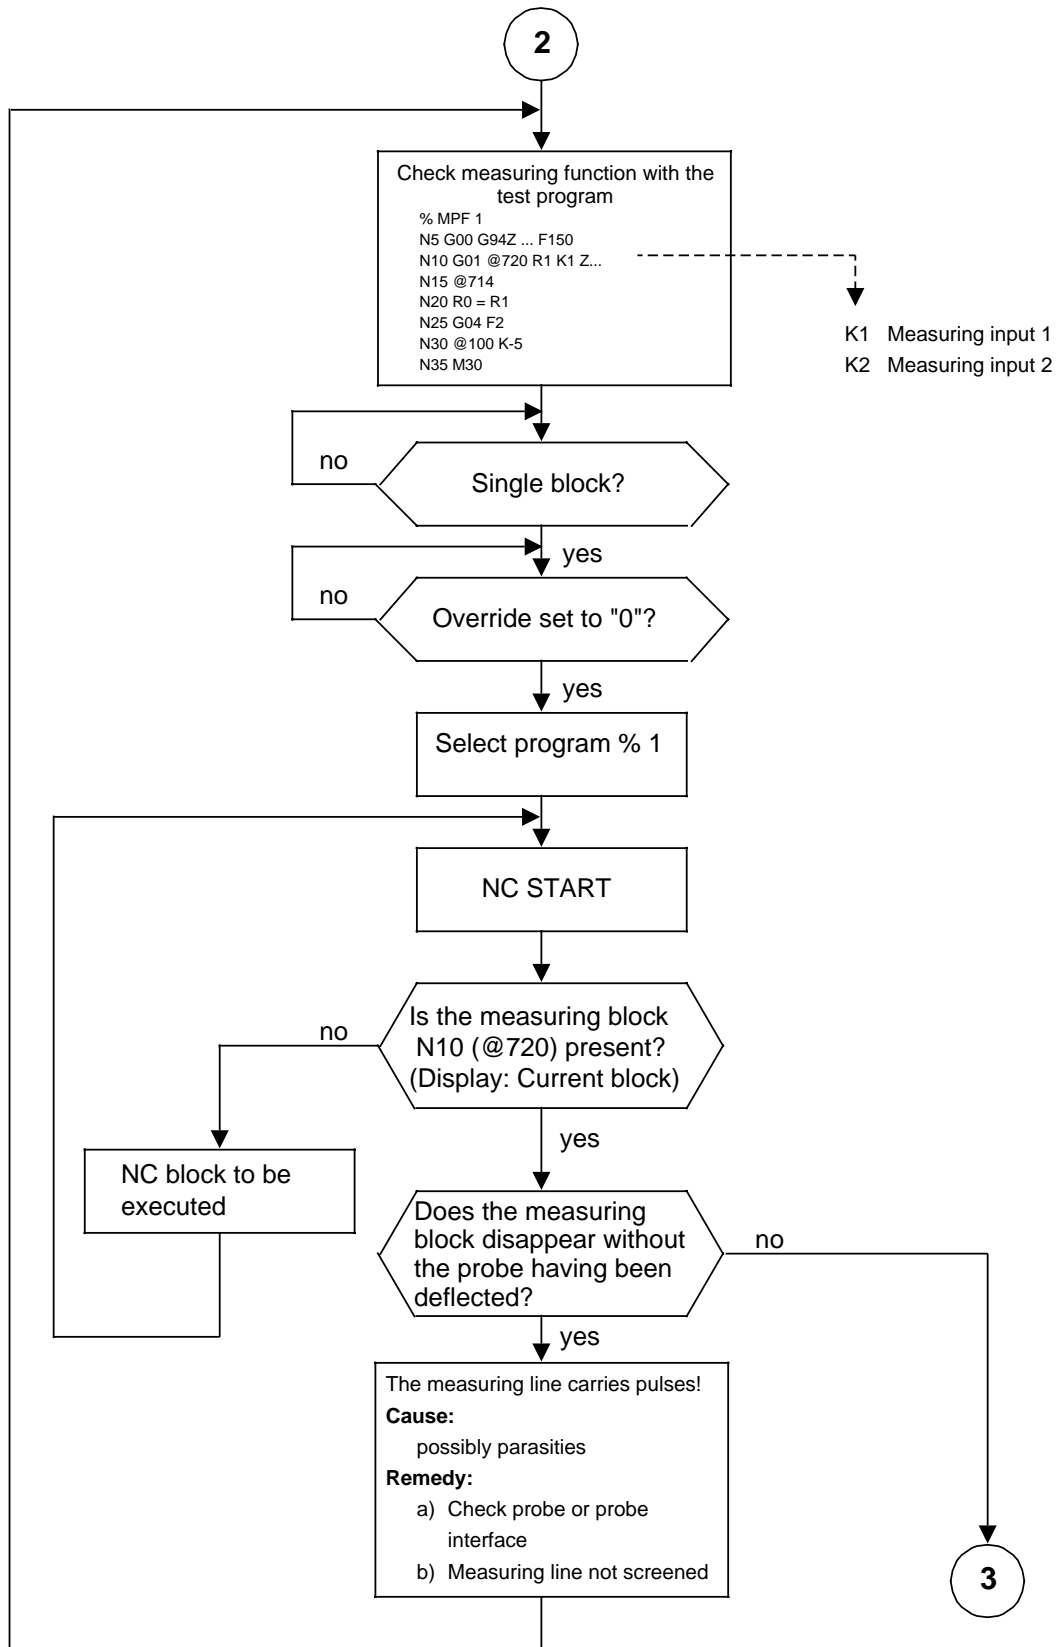 2
Check measuring function with the
test program
% MPF 1
N5 G00 G94Z ... F150
N10 G01 @720 R1 K1 Z...
N15 @714
N20 R0 = R1
N25 G04 F2
N30 @100 K-5
N35 M30
K1 Measuring input 1
K2 Measuring input 2
no
Single block?
yes
no
Override set to "0"?
yes
Select program % 1
NC START
no
Is the measuring block
N10 (@720) present?
(Display: Current block)
yes
NC block to be
executed
Does the measuring
block disappear without
the probe having been
deflected?
no
yes
The measuring line carries pulses!
Cause:
possibly parasities
Remedy:
a) Check probe or probe
interface
b) Measuring line not screened
3